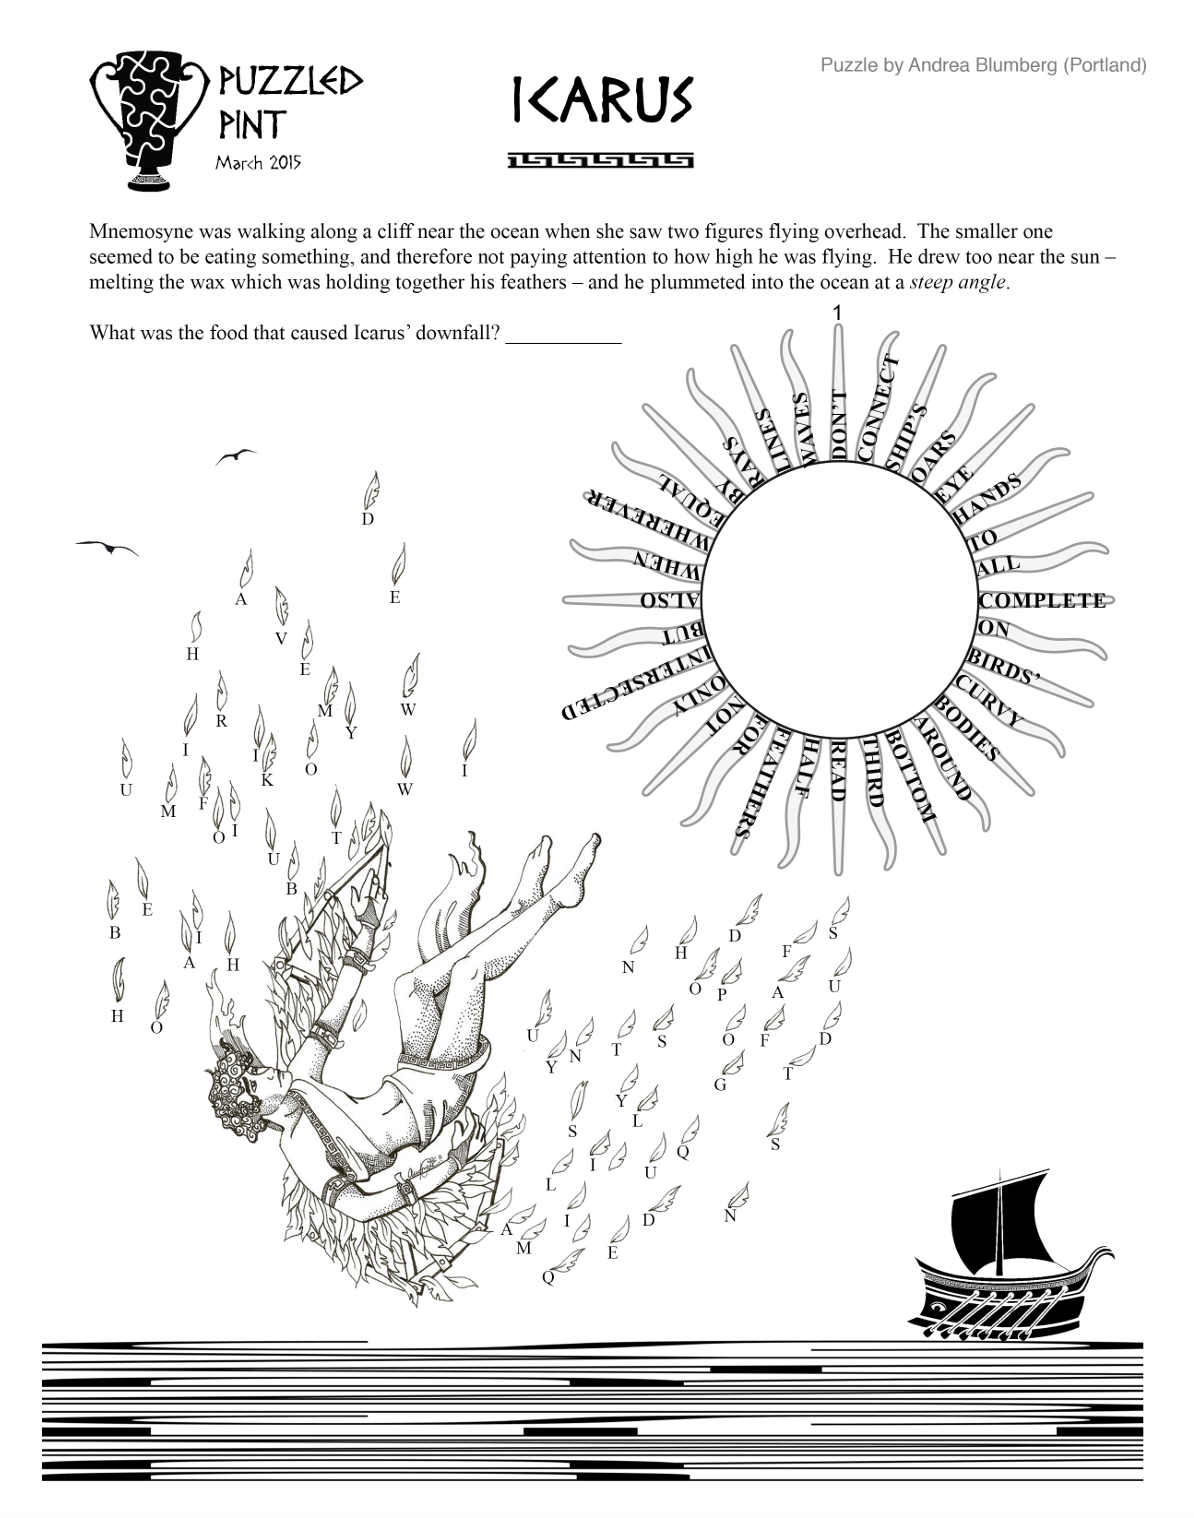 Puzzle by Andrea Blumberg (Portland)
PUZZLED
PINT
March 2015
ICARUS
Mnemosyne was walking along a cliff near the ocean when she saw two figures flying overhead.  The smaller one
seemed to be eating something, and therefore not paying attention to how high he was flying.  He drew too near the sun –
melting the wax which was holding together his feathers – and he plummeted into the ocean at a steep angle.
What was the food that caused Icarus’ downfall? ___________
1
DON'T
CONNECT
SHIP'S
OARS
EYE
HANDS
TO
ALL
COMPLETE
ON
BIRDS’
CURVY
BODIES
AROUND
BOTTOM
THIRD
READ
HALF
FEATHERS
FOR
NOT
ONLY
INTERSECTED
BUT
ALSO
WHEN
WHEREVER
EQUAL
BY
RAYS
LINES
WAVES
D
A
E
V
H
E
R
M
W
Y
I
I
K
O
I
U
M
F
W
O
I
T
U
B
E
B
I
A
H
H
O
N
H
D
F
S
O
P
A
U
U
Y
N
T
S
O
F
D
G
T
S
Y
L
S
L
I
U
Q
A
M
I
D
N
E
Q